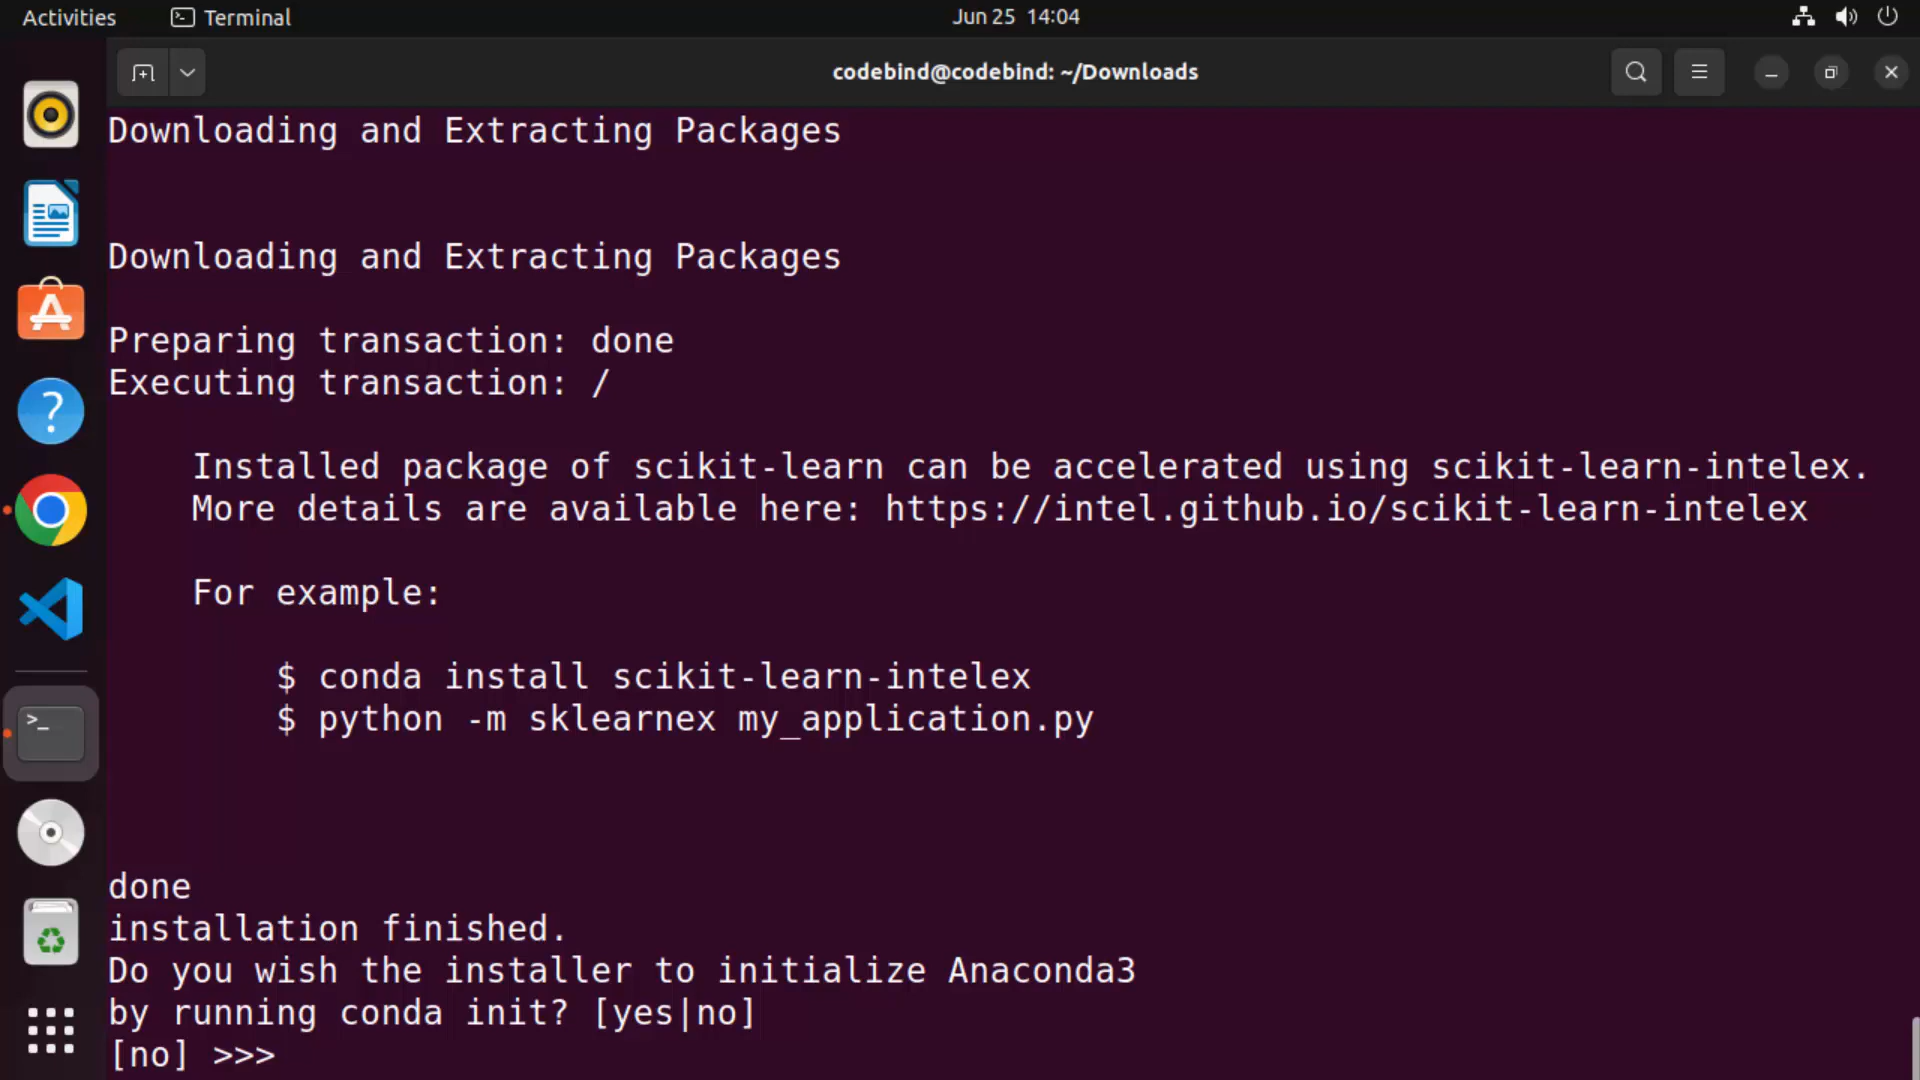 Activities
Terminal
Jun 25 14:04
codebind@codebind: ~/Downloads
Downloading and Extracting Packages
Downloading and Extracting Packages
Preparing transaction: done
Executing transaction: /
Installed package of scikit-learn can be accelerated using scikit-learn-intelex.
More details are available here: https://intel.github.io/scikit-learn-intelex
For example:
$ conda install scikit-learn-intelex
$ python -m sklearnex my_application.py
done
installation finished.
Do you wish the installer to initialize Anaconda3
by running conda init? [yes|no]
[no] >>>